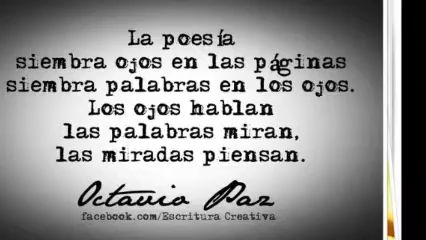 La poesía
siembra ojos en las páginas
siembra palabras en los ojos.
Los ojos hablan
las palabras miran,
las miradas piensan.
Octavio Paz
facebook.com/Escritura Creativa